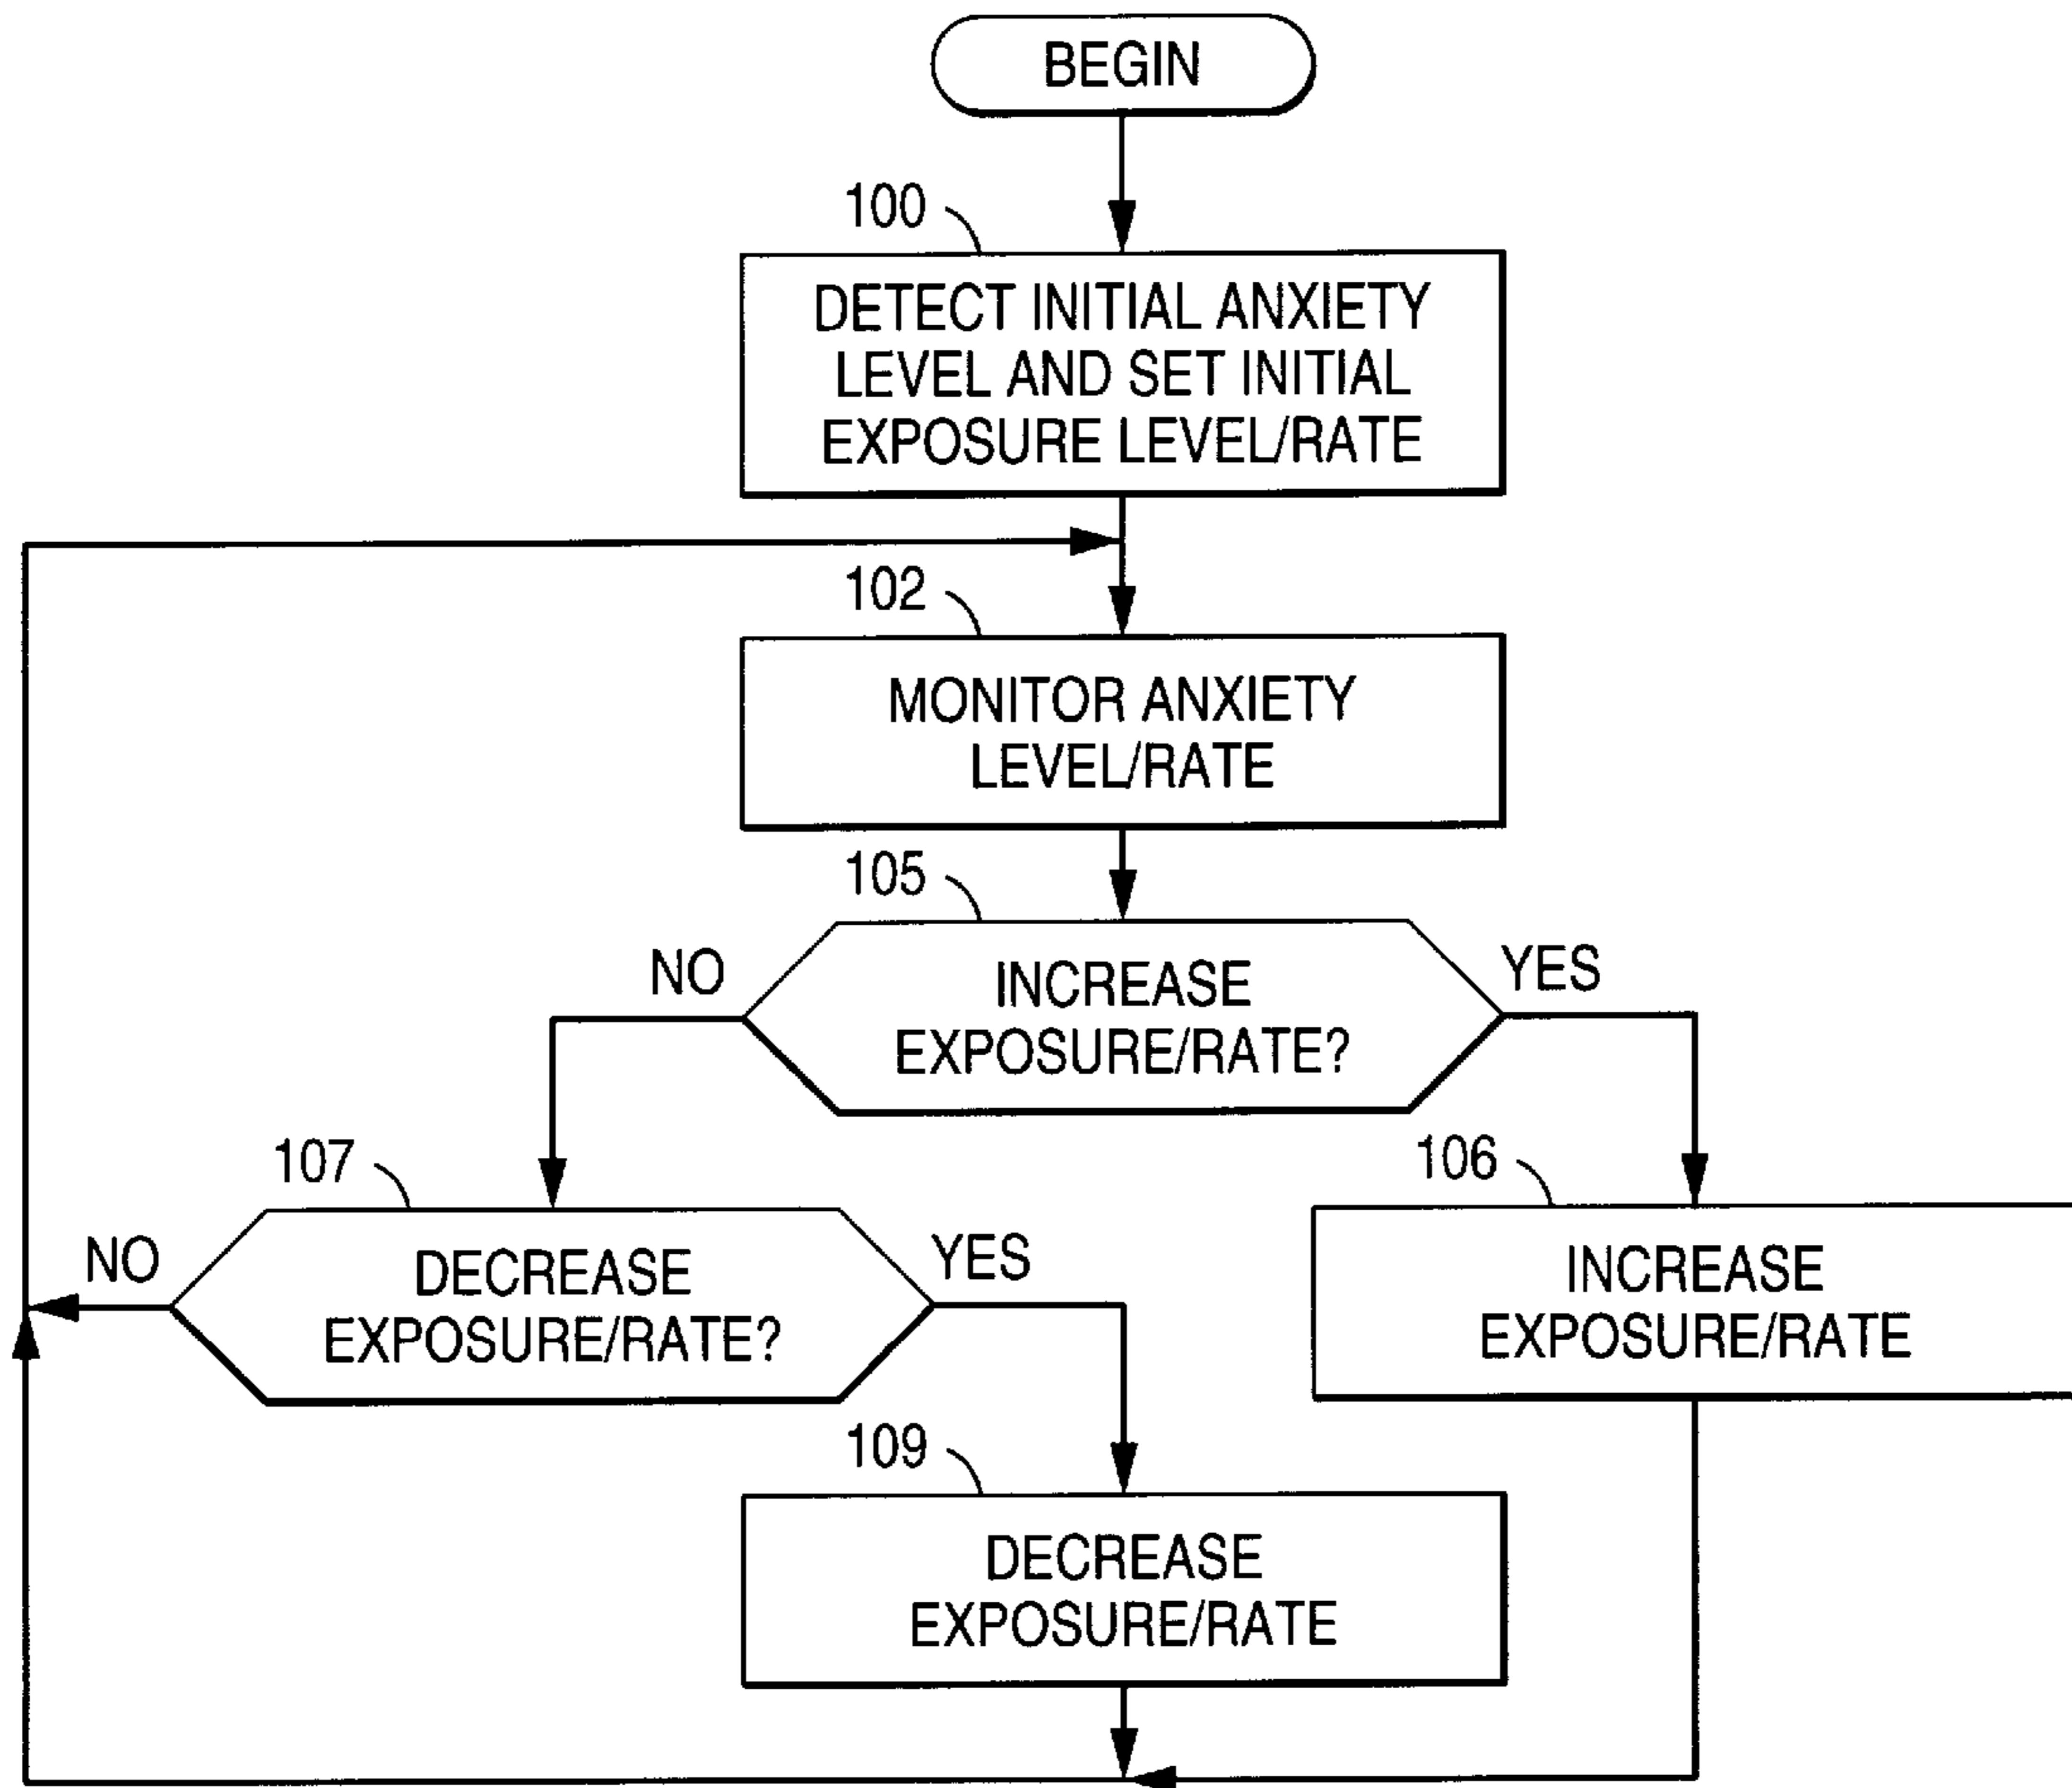 BEGIN
100
DETECT INITIAL ANXIETY
LEVEL AND SET INITIAL
EXPOSURE LEVEL/RATE
102
MONITOR ANXIETY
LEVEL/RATE
105
NO
INCREASE
EXPOSURE/RATE?
YES
107
NO
DECREASE
EXPOSURE/RATE?
YES
106
INCREASE
EXPOSURE/RATE
109
DECREASE
EXPOSURE/RATE